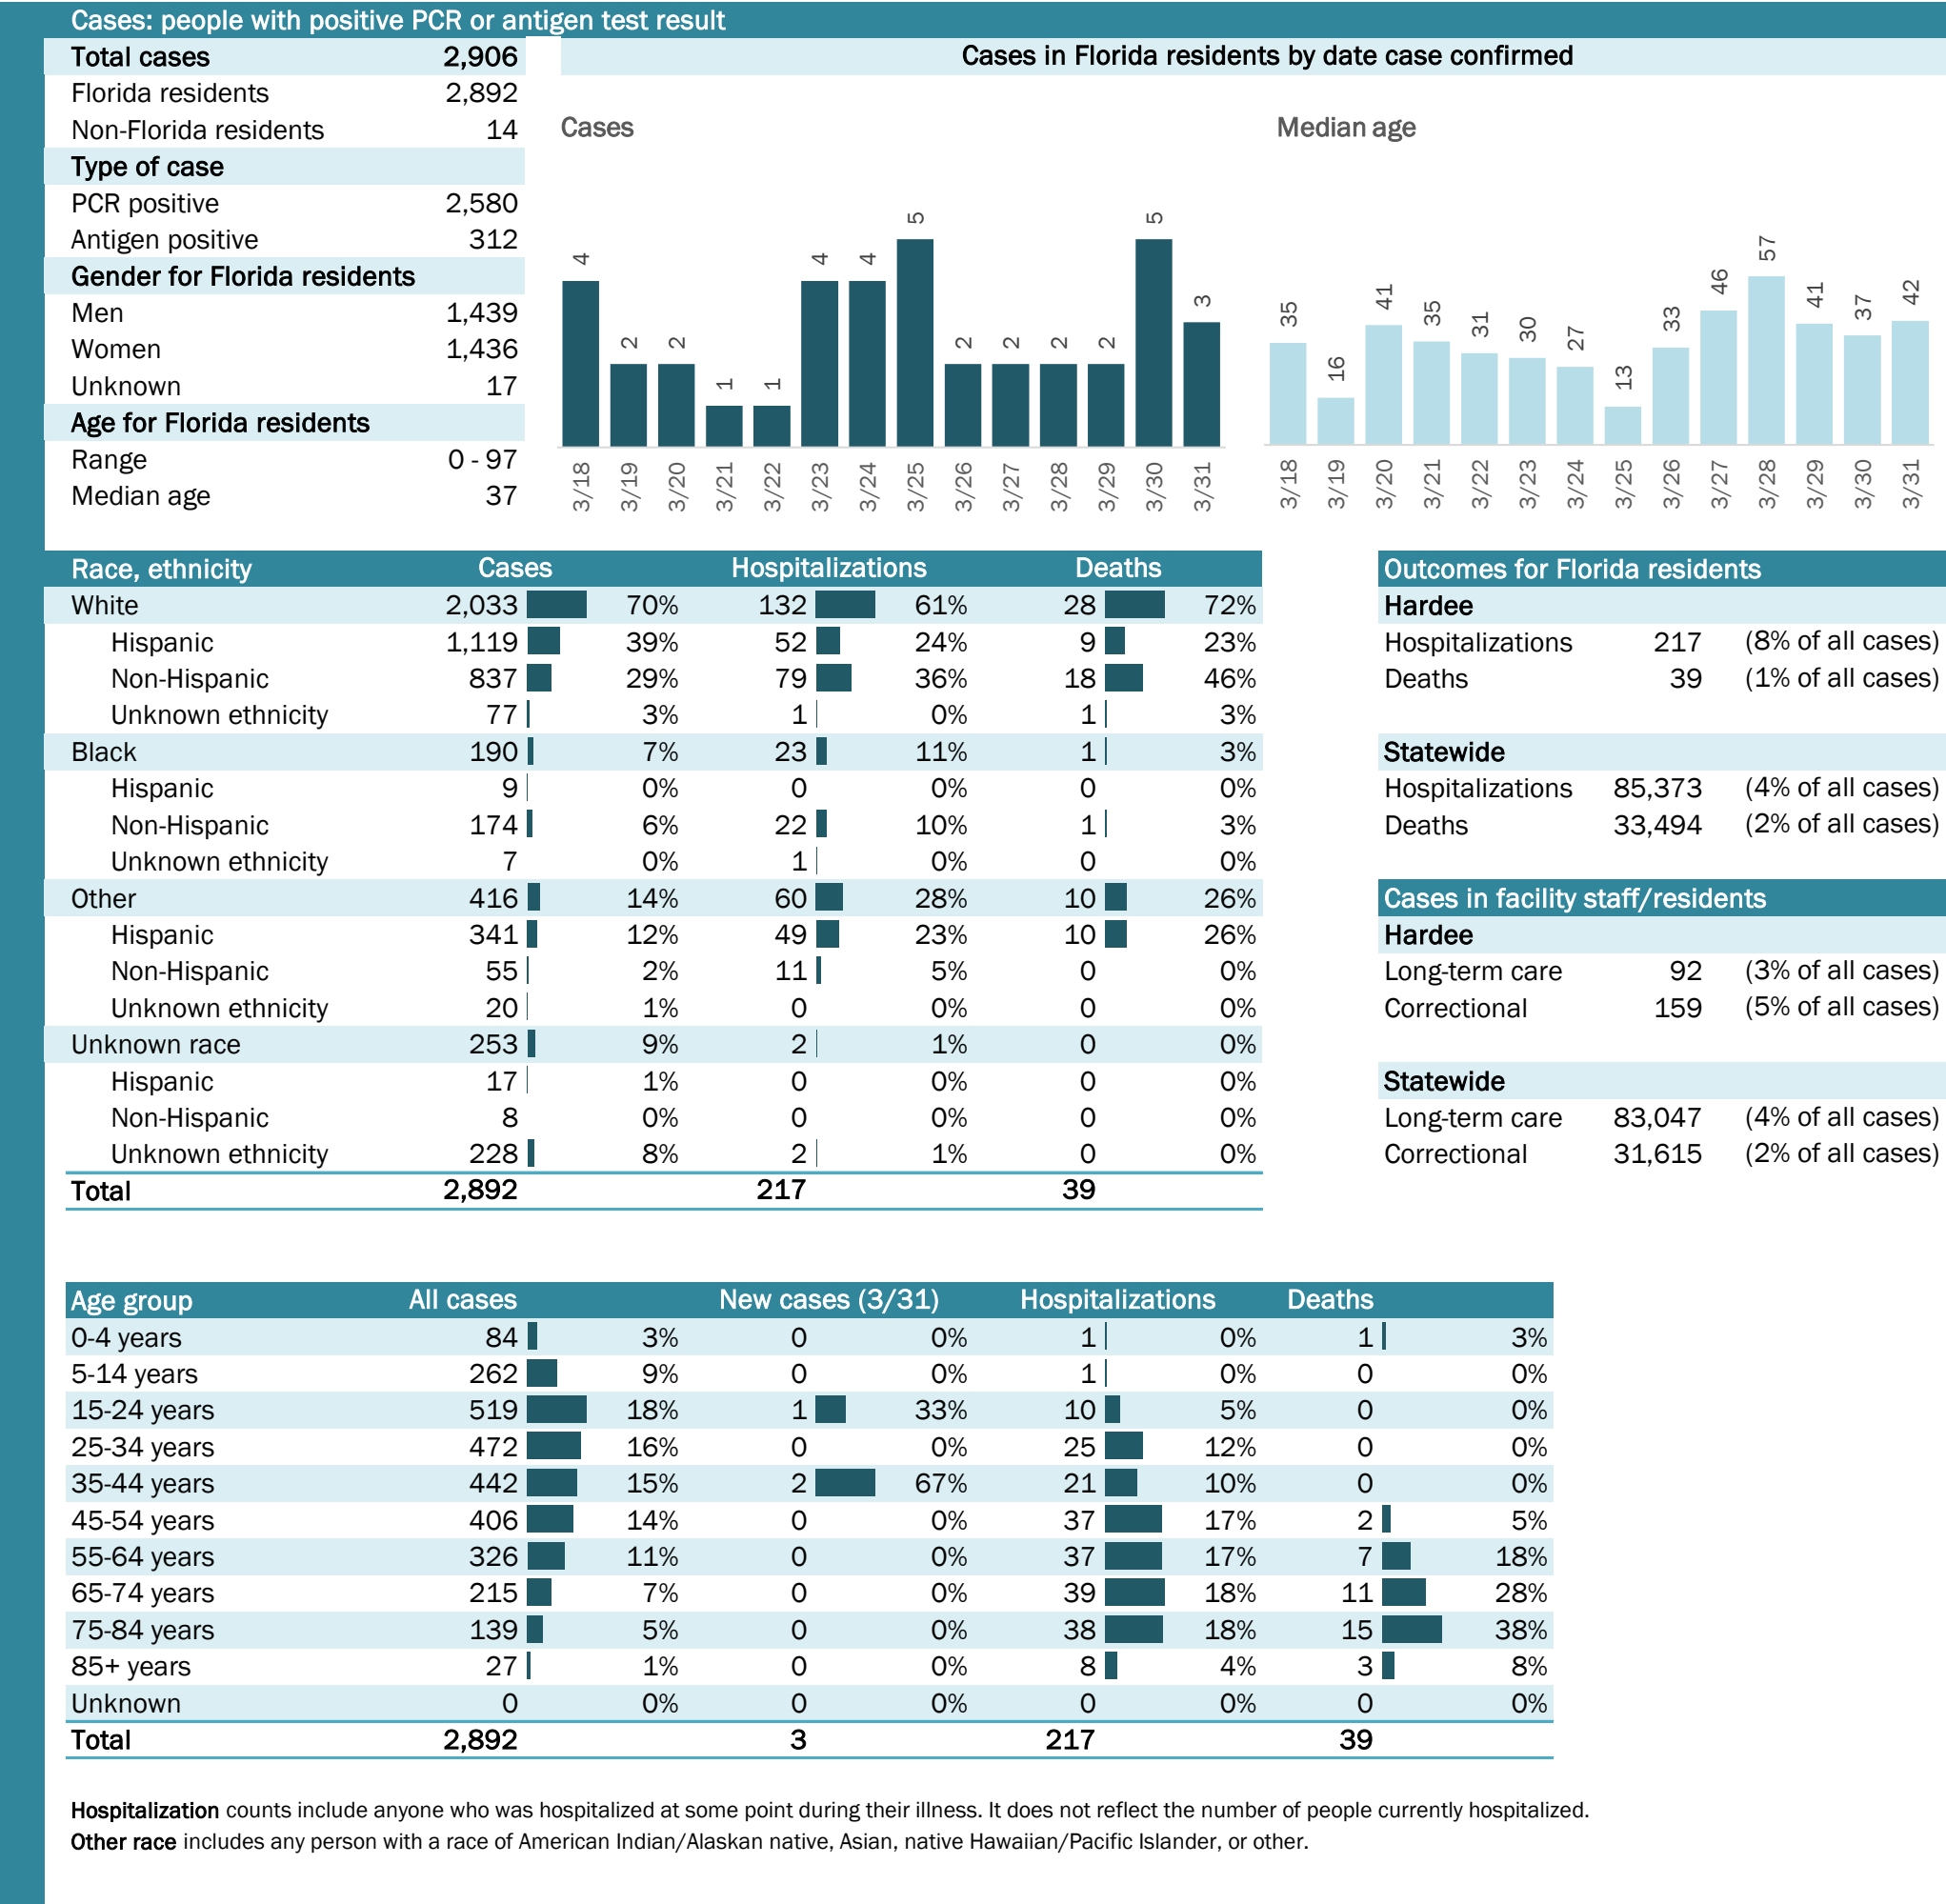 Cases: people with positive PCR or antigen test result
Total cases 2,906
Florida residents 2,892
Non-Florida residents 14
Type of case
PCR positive 2,580
Antigen positive 312
Gender for Florida residents
Men 1,439
Women 1,436
Unknown 17
Age for Florida residents
Range 0 - 97
Median age 37
Cases in Florida residents by date case confirmed
Cases
4 2 2 1 1 4 4 5 2 2 2 2 5 3
3/18 3/19 3/20 3/21 3/22 3/23 3/24 3/25 3/26 3/27 3/28 3/29 3/30 3/31
Median age
35 16 41 35 31 30 27 13 33 46 57 41 37 42
3/18 3/19 3/20 3/21 3/22 3/23 3/24 3/25 3/26 3/27 3/28 3/29 3/30 3/31
Race, ethnicity Cases Hospitalizations Deaths
White 2,033 70% 132 61% 28 72%
Hispanic 1,119 39% 52 24% 9 23%
Non-Hispanic 837 29% 79 36% 18 46%
Unknown ethnicity 77 3% 1 0% 1 3%
Black 190 7% 23 11% 1 3%
Hispanic 9 0% 0 0% 0 0%
Non-Hispanic 174 6% 22 10% 1 3%
Unknown ethnicity 7 0% 1 0% 0 0%
Other 416 14% 60 28% 10 26%
Hispanic 341 12% 49 23% 10 26%
Non-Hispanic 55 2% 11 5% 0 0%
Unknown ethnicity 20 1% 0 0% 0 0%
Unknown race 253 9% 2 1% 0 0%
Hispanic 17 1% 0 0% 0 0%
Non-Hispanic 8 0% 0 0% 0 0%
Unknown ethnicity 228 8% 2 1% 0 0%
Total 2,892 217 39
Outcomes for Florida residents
Hardee
Hospitalizations 217 (8% of all cases)
Deaths 39 (1% of all cases)
Statewide
Hospitalizations 85,373 (4% of all cases)
Deaths 33,494 (2% of all cases)
Cases in facility staff/residents
Hardee
Long-term care 92 (3% of all cases)
Correctional 159 (5% of all cases)
Statewide
Long-term care 83,047 (4% of all cases)
Correctional 31,615 (2% of all cases)
Age group All cases New cases (3/31) Hospitalizations Deaths
0-4 years 84 3% 0 0% 1 0% 1 3%
5-14 years 262 9% 0 0% 1 0% 0 0%
15-24 years 519 18% 1 33% 10 5% 0 0%
25-34 years 472 16% 0 0% 25 12% 0 0%
35-44 years 442 15% 2 67% 21 10% 0 0%
45-54 years 406 14% 0 0% 37 17% 2 5%
55-64 years 326 11% 0 0% 37 17% 7 18%
65-74 years 215 7% 0 0% 39 18% 11 28%
75-84 years 139 5% 0 0% 38 18% 15 38%
85+ years 27 1% 0 0% 8 4% 3 8%
Unknown 0 0% 0 0% 0 0% 0 0%
Total 2,892 3 217 39
Hospitalization counts include anyone who was hospitalized at some point during their illness. It does not reflect the number of people currently hospitalized.
Other race includes any person with a race of American Indian/Alaskan native, Asian, native Hawaiian/Pacific Islander, or other.